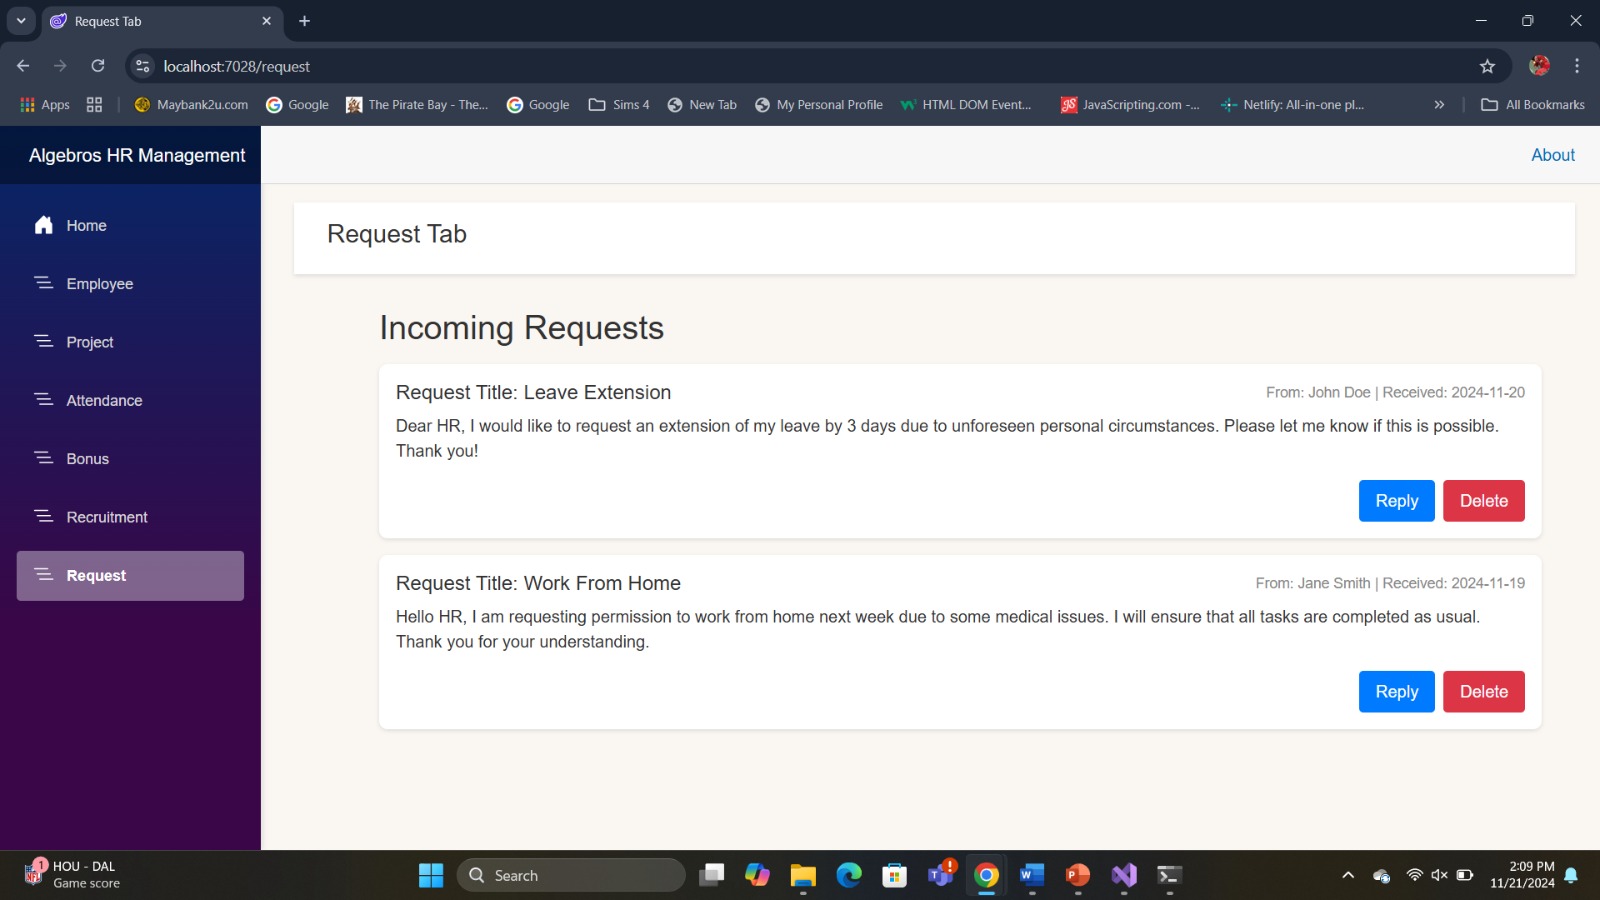 Request Tab
localhost:7028/request
Apps
Maybank2u.com
Google
The Pirate Bay - The...
Google
Sims 4
New Tab
My Personal Profile
HTML DOM Event...
JavaScripting.com -...
Netlify: All-in-one pl...
All Bookmarks
Algebros HR Management
About
Home
Employee
Project
Attendance
Bonus
Recruitment
Request
Request Tab
Incoming Requests
Request Title: Leave Extension
From: John Doe | Received: 2024-11-20
Dear HR, I would like to request an extension of my leave by 3 days due to unforeseen personal circumstances. Please let me know if this is possible.
Thank you!
Reply
Delete
Request Title: Work From Home
From: Jane Smith | Received: 2024-11-19
Hello HR, I am requesting permission to work from home next week due to some medical issues. I will ensure that all tasks are completed as usual.
Thank you for your understanding.
Reply
Delete
1
HOU - DAL
Game score
Search
2:09 PM
11/21/2024